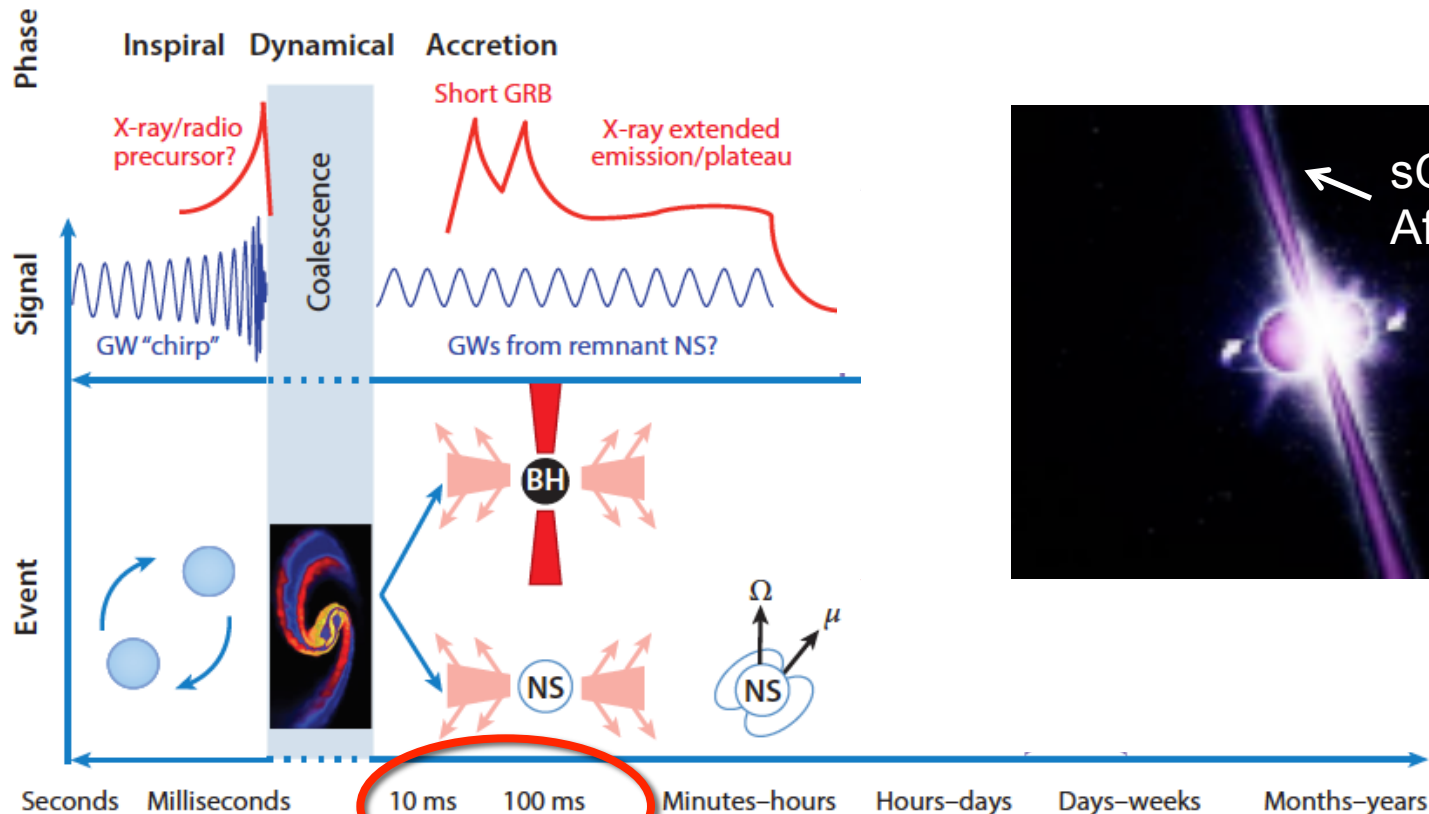 Phase
Inspiral Dynamical Accretion
Short GRB
X-ray/radio
precursor?
X-ray extended
emission/plateau
Coalescence
Signal
GW “chirp”
GWs from remnant NS?
BH
Event
NS
Ω
μ
NS
Seconds Milliseconds 10 ms 100 ms Minutes–hours Hours–days Days–weeks Months–years